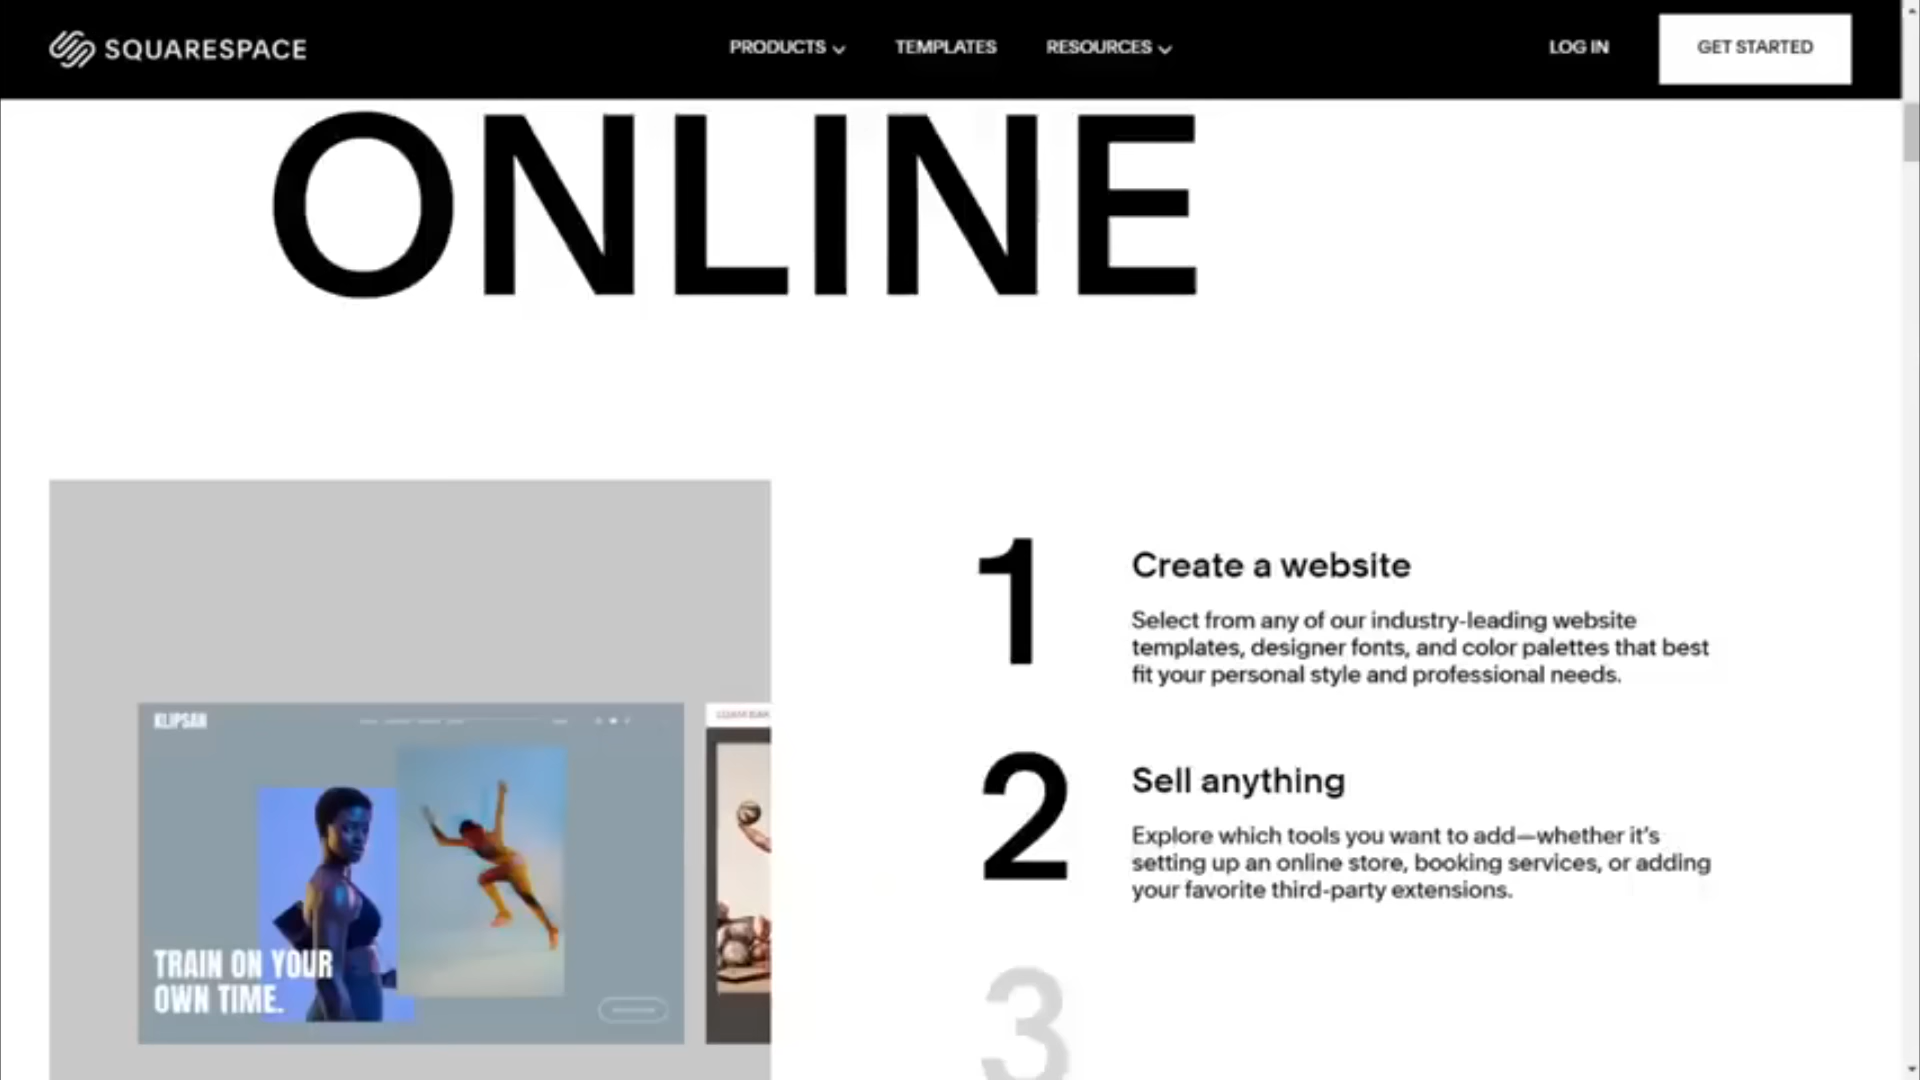 SQUARESPACE
PRODUCTS
TEMPLATES
RESOURCES
LOG IN
GET STARTED
ONLINE
1
Create a website
Select from any of our industry-leading website
templates, designer fonts, and color palettes that best
fit your personal style and professional needs.
2
Sell anything
Explore which tools you want to add—whether it's
setting up an online store, booking services, or adding
your favorite third-party extensions.
3
KLIPSAN
TRAIN ON YOUR
OWN TIME.